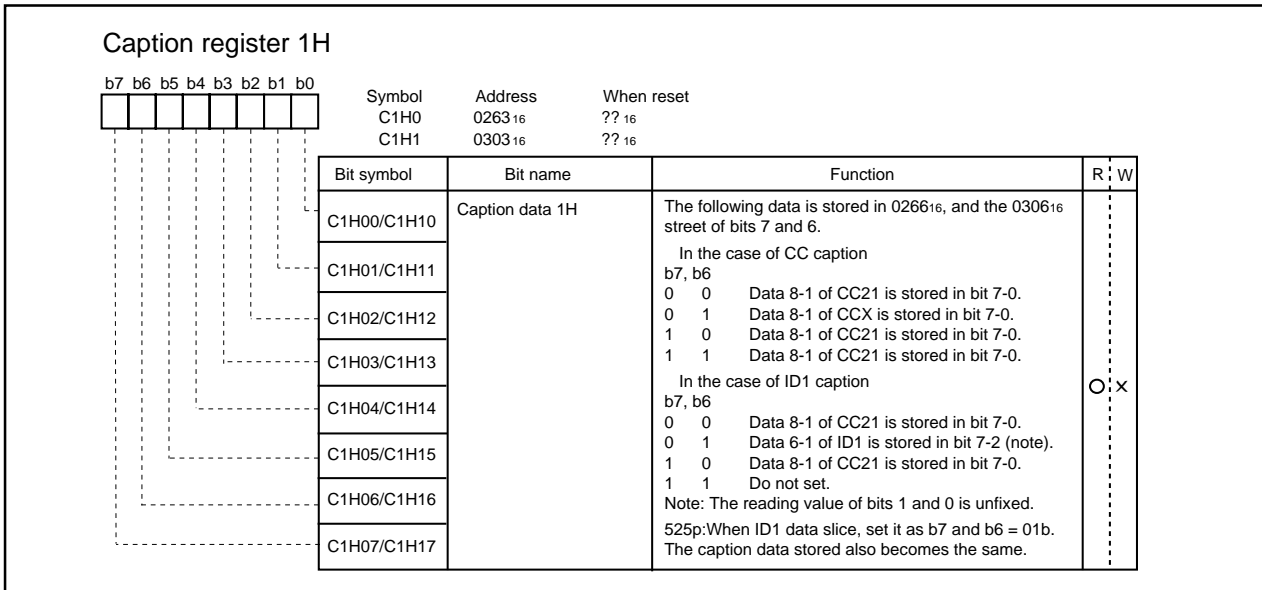 Caption register 1H
b7 b6 b5 b4 b3 b2 b1 b0
Symbol Address When reset
C1H0 0263 16 ?? 16
C1H1 0303 16 ?? 16
Bit symbol Bit name Function R W
C1H00/C1H10 Caption data 1H The following data is stored in 026616, and the 030616
street of bits 7 and 6.
In the case of CC caption
C1H01/C1H11 b7, b6
0 0 Data 8-1 of CC21 is stored in bit 7-0.
C1H02/C1H12 0 1 Data 8-1 of CCX is stored in bit 7-0.
1 0 Data 8-1 of CC21 is stored in bit 7-0.
C1H03/C1H13 1 1 Data 8-1 of CC21 is stored in bit 7-0.
In the case of ID1 caption O X
b7, b6
C1H04/C1H14 0 0 Data 8-1 of CC21 is stored in bit 7-0.
0 1 Data 6-1 of ID1 is stored in bit 7-2 (note).
C1H05/C1H15 1 0 Data 8-1 of CC21 is stored in bit 7-0.
1 1 Do not set.
C1H06/C1H16 Note: The reading value of bits 1 and 0 is unfixed.
525p:When ID1 data slice, set it as b7 and b6 = 01b.
C1H07/C1H17 The caption data stored also becomes the same.